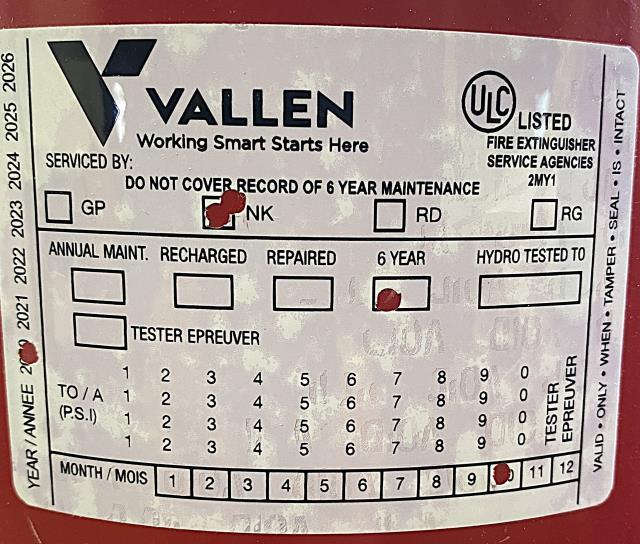 VALLEN
Working Smart Starts Here
ULC LISTED
FIRE EXTINGUISHER
SERVICE AGENCIES
2MY1
SERVICED BY:
DO NOT COVER RECORD OF 6 YEAR MAINTENANCE
GP NK RD RG
ANNUAL MAINT. RECHARGED REPAIRED 6 YEAR HYDRO TESTED TO
TESTER EPREUVER
1 2 3 4 5 6 7 8 9 0
TO / A 1 2 3 4 5 6 7 8 9 0
(P.S.I) 1 2 3 4 5 6 7 8 9 0
1 2 3 4 5 6 7 8 9 0
TESTER
EPREUVER
MONTH / MOIS 1 2 3 4 5 6 7 8 9 11 12
YEAR / ANNEE 2021 2022 2023 2024 2025 2026
VALID • ONLY • WHEN • TAMPER • SEAL • IS • INTACT